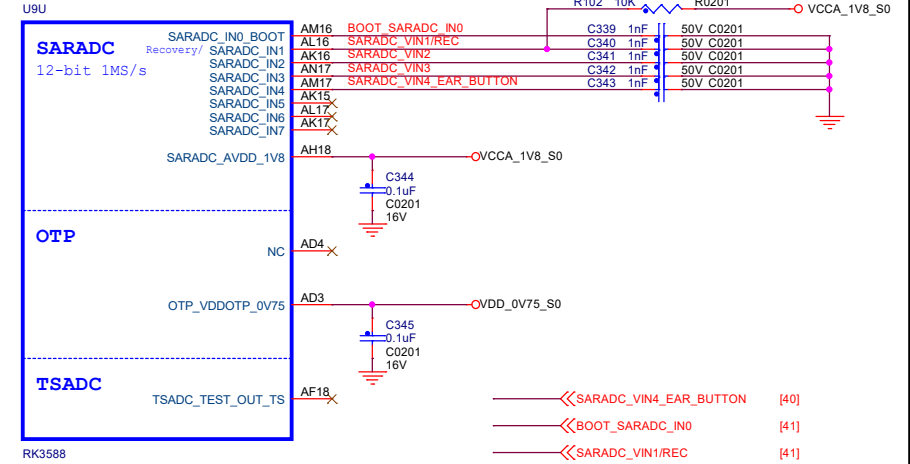 U9U
R102 10K R0201 VCCA_1V8_S0
SARADC
12-bit 1MS/s
SARADC_IN0_BOOT AM16 BOOT_SARADC_IN0 C339 1nF 50V C0201
Recovery/ SARADC_IN1 AL16 SARADC_VIN1/REC C340 1nF 50V C0201
SARADC_IN2 AK16 SARADC_VIN2 C341 1nF 50V C0201
SARADC_IN3 AN17 SARADC_VIN3 C342 1nF 50V C0201
SARADC_IN4 AM17 SARADC_VIN4_EAR_BUTTON C343 1nF 50V C0201
SARADC_IN5 AK15
SARADC_IN6 AL17
SARADC_IN7 AK17
SARADC_AVDD_1V8 AH18 VCCA_1V8_S0
C344
0.1uF
C0201
16V
OTP
NC AD4
OTP_VDDOTP_0V75 AD3 VDD_0V75_S0
C345
0.1uF
C0201
16V
TSADC
TSADC_TEST_OUT_TS AF18
SARADC_VIN4_EAR_BUTTON [40]
BOOT_SARADC_IN0 [41]
SARADC_VIN1/REC [41]
RK3588